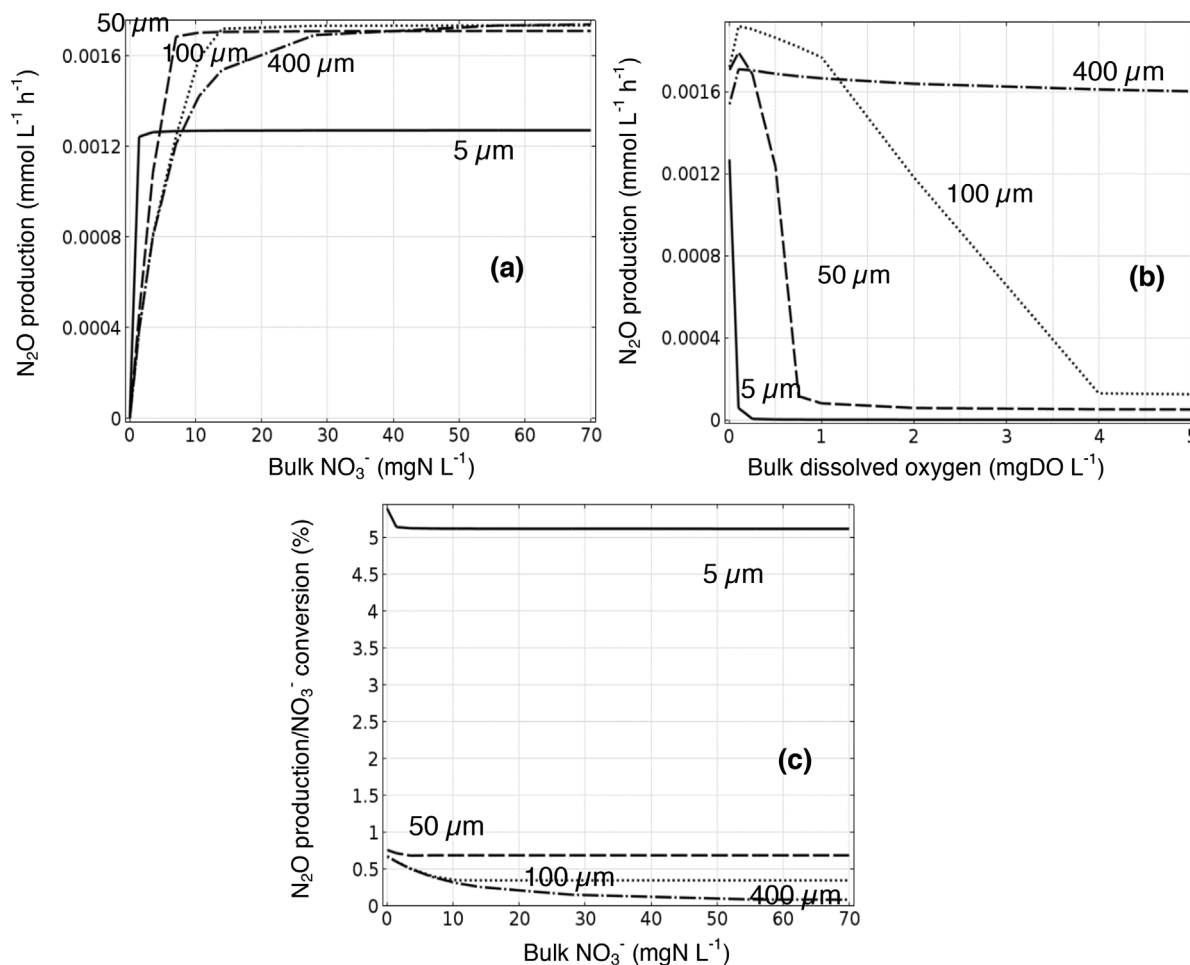 50 µm
100 µm
400 µm
5 µm
(a)
0.0016
0.0012
0.0008
0.0004
0
0 10 20 30 40 50 60 70
N₂O production (mmol L⁻¹ h⁻¹)
Bulk NO₃⁻ (mgN L⁻¹)
400 µm
100 µm
50 µm
5 µm
(b)
0.0016
0.0012
0.0008
0.0004
0
0 1 2 3 4 5
N₂O production (mmol L⁻¹ h⁻¹)
Bulk dissolved oxygen (mgDO L⁻¹)
5 µm
50 µm
100 µm
400 µm
(c)
5
4.5
4
3.5
3
2.5
2
1.5
1
0.5
0
0 10 20 30 40 50 60 70
N₂O production/NO₃⁻ conversion (%)
Bulk NO₃⁻ (mgN L⁻¹)